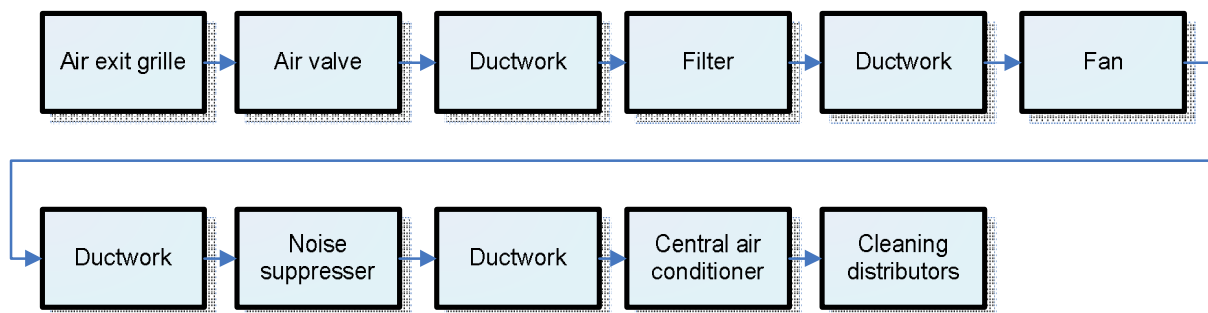 Air exit grille
Air valve
Ductwork
Filter
Ductwork
Fan
Ductwork
Noise
suppresser
Ductwork
Central air
conditioner
Cleaning
distributors